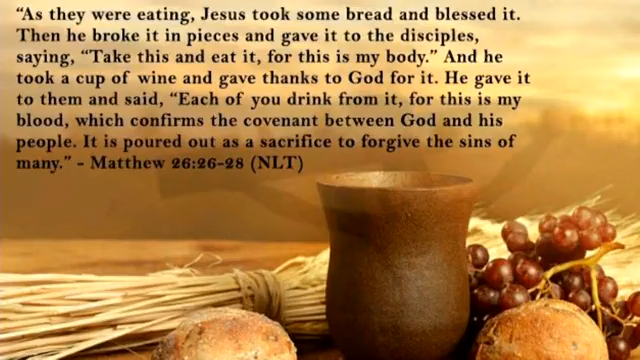 “As they were eating, Jesus took some bread and blessed it.
Then he broke it in pieces and gave it to the disciples,
saying, “Take this and eat it, for this is my body.” And he
took a cup of wine and gave thanks to God for it. He gave it
to them and said, “Each of you drink from it, for this is my
blood, which confirms the covenant between God and his
people. It is poured out as a sacrifice to forgive the sins of
many.” - Matthew 26:26-28 (NLT)